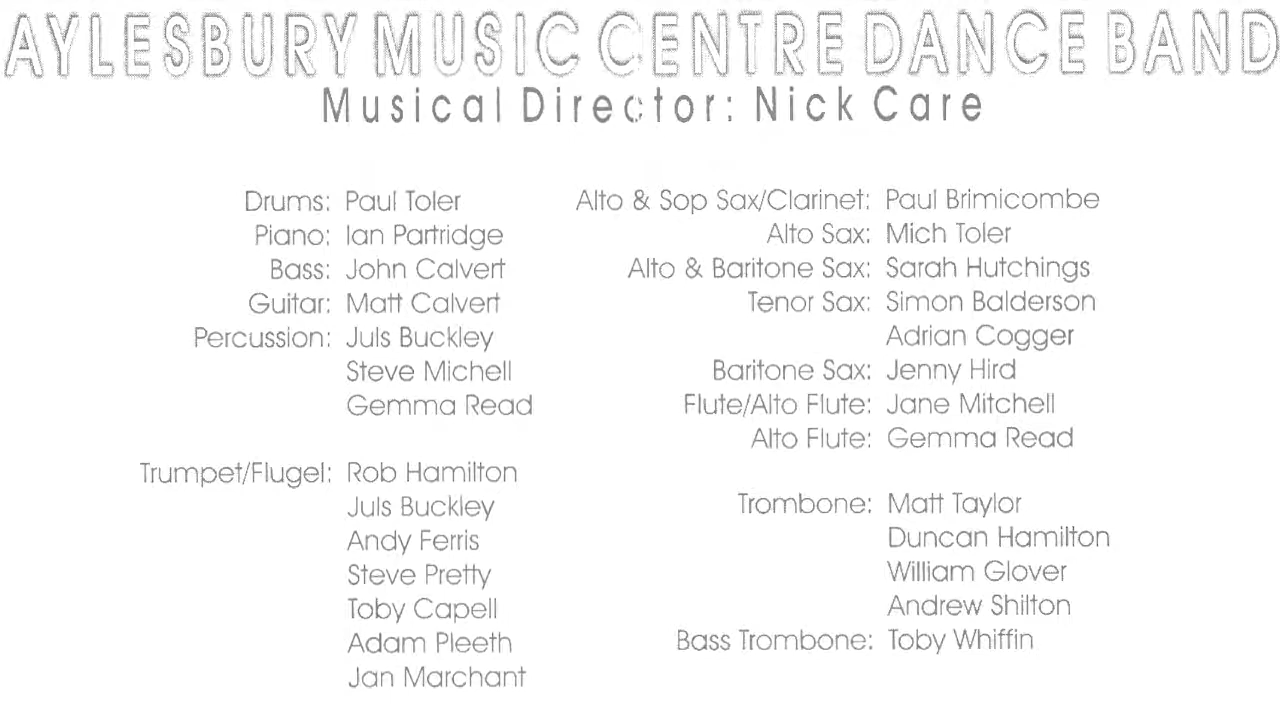 AYLESBURY MUSIC CENTRE DANCE BAND
Musical Director: Nick Care
Drums: Paul Toler
Piano: Ian Partridge
Bass: John Calvert
Guitar: Matt Calvert
Percussion: Juls Buckley
Steve Michell
Gemma Read
Trumpet/Flugel: Rob Hamilton
Juls Buckley
Andy Ferris
Steve Pretty
Toby Capell
Adam Pleeth
Jan Marchant
Alto & Sop Sax/Clarinet: Paul Brimicombe
Alto Sax: Mich Toler
Alto & Baritone Sax: Sarah Hutchings
Tenor Sax: Simon Balderson
Adrian Cogger
Baritone Sax: Jenny Hird
Flute/Alto Flute: Jane Mitchell
Alto Flute: Gemma Read
Trombone: Matt Taylor
Duncan Hamilton
William Glover
Andrew Shilton
Bass Trombone: Toby Whiffin